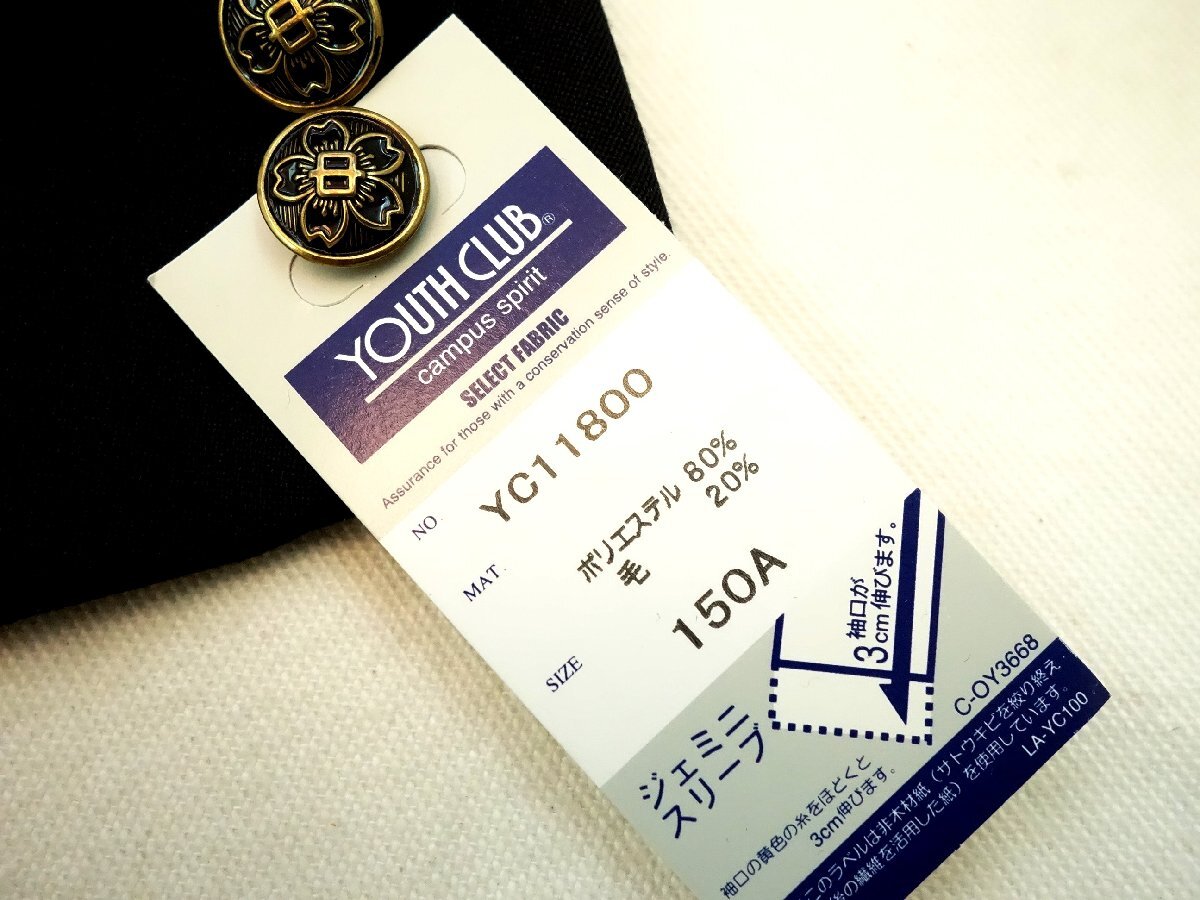 YOUTH CLUB®
campus spirit
SELECT FABRIC
Assurance for those with a conservation sense of style.
NO
YC11800
MAT.
ポリエステル 80%
毛 20%
SIZE
150A
袖口が
3cm伸びます。
ジェミニ
スリーブ
袖口の黄色の糸をほどくと
3cm伸びます。
C-OY3668
このラベルは非木材紙（サトウキビを絞り終え
の繊維を活用した紙）を使用しています。
LA-YC100